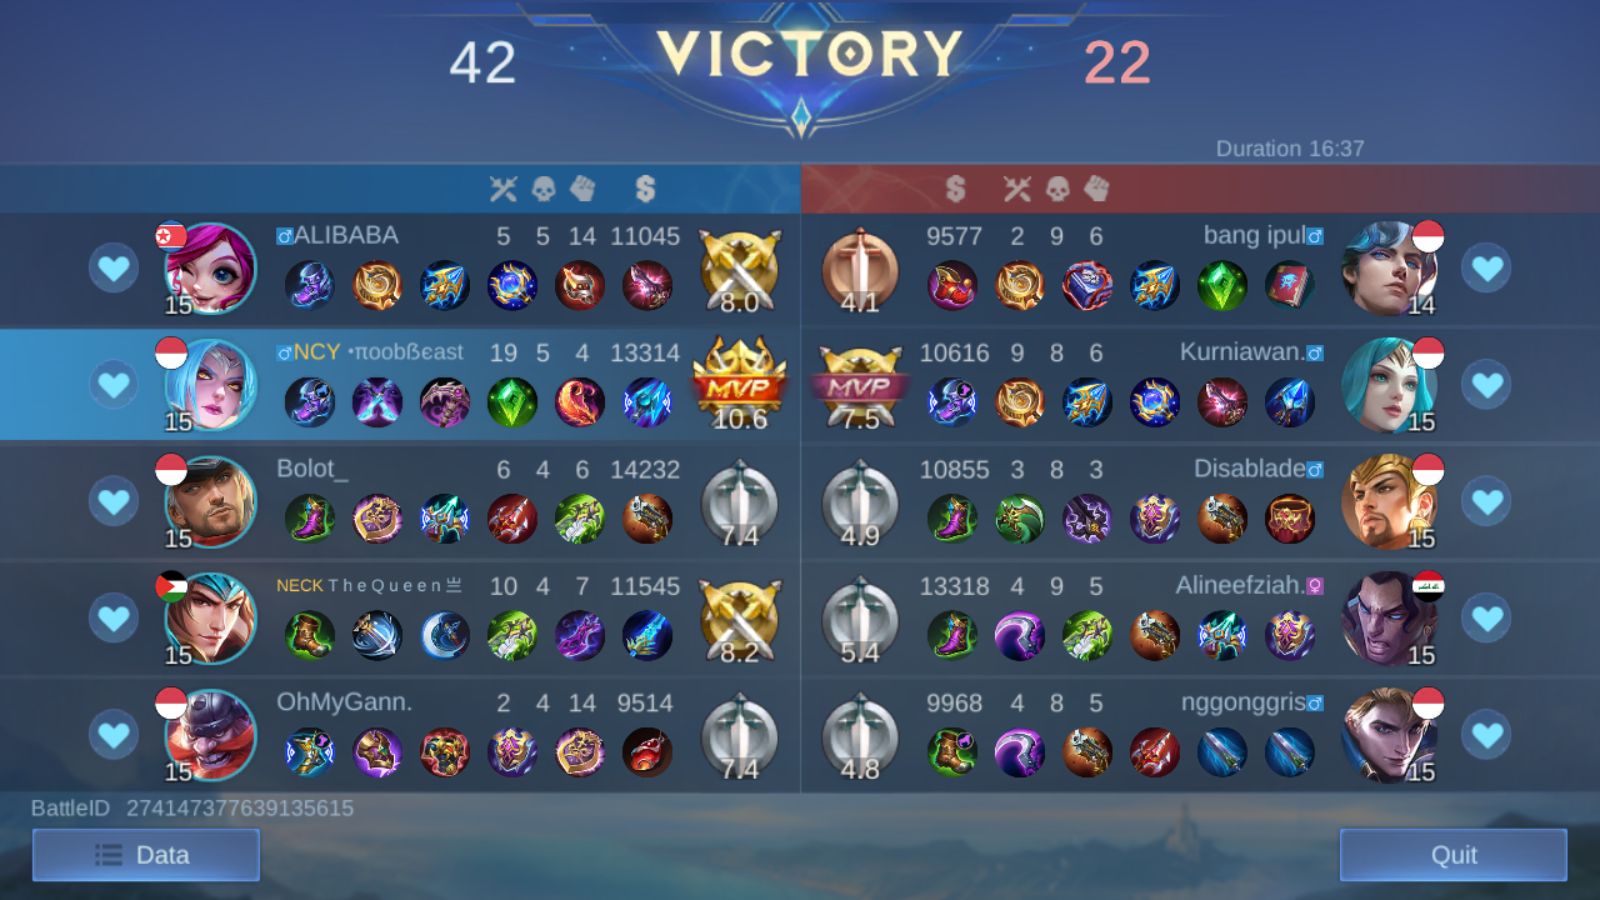 42 VICTORY 22
Duration 16:37
ALIBABA 5 5 14 11045
15 8.0
9577 2 9 6 bang ipul
4.1 14
NCY •πoobßєast 19 5 4 13314
15 MVP 10.6
10616 9 8 6 Kurniawan.
MVP 7.5 15
Bolot_ 6 4 6 14232
15 7.4
10855 3 8 3 Disablade
4.9 15
NECK TheQueen 10 4 7 11545
15 8.2
13318 4 9 5 Alineefziah.
5.4 15
OhMyGann. 2 4 14 9514
15 7.4
9968 4 8 5 nggonggris
4.8 15
BattleID 274147377639135615
Data
Quit